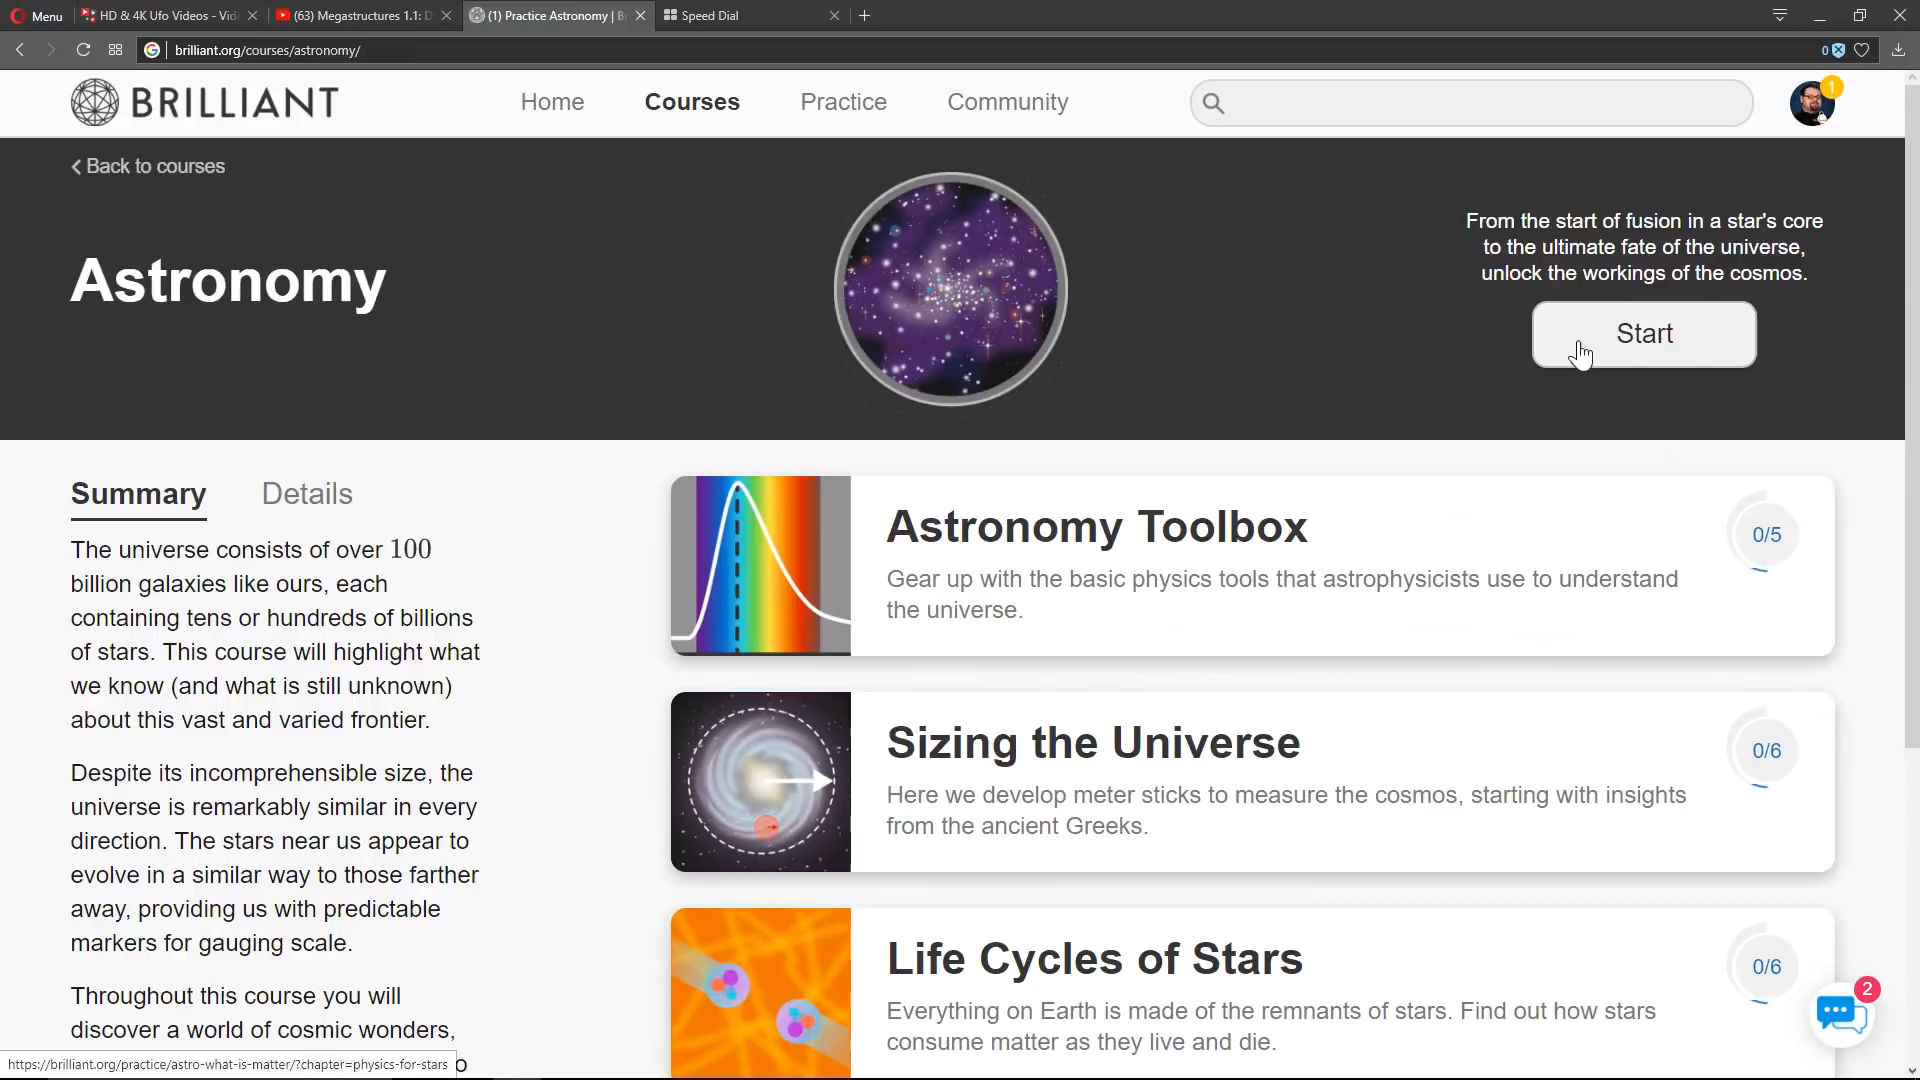 Menu
HD & 4K Ufo Videos - Vide
(63) Megastructures 1.1: D
(1) Practice Astronomy | Br
Speed Dial
brilliant.org/courses/astronomy/
0
BRILLIANT
Home
Courses
Practice
Community
1
Back to courses
Astronomy
From the start of fusion in a star's core
to the ultimate fate of the universe,
unlock the workings of the cosmos.
Start
Summary
Details
The universe consists of over 100
billion galaxies like ours, each
containing tens or hundreds of billions
of stars. This course will highlight what
we know (and what is still unknown)
about this vast and varied frontier.
Despite its incomprehensible size, the
universe is remarkably similar in every
direction. The stars near us appear to
evolve in a similar way to those farther
away, providing us with predictable
markers for gauging scale.
Throughout this course you will
discover a world of cosmic wonders,
Astronomy Toolbox
0/5
Gear up with the basic physics tools that astrophysicists use to understand
the universe.
Sizing the Universe
0/6
Here we develop meter sticks to measure the cosmos, starting with insights
from the ancient Greeks.
Life Cycles of Stars
0/6
Everything on Earth is made of the remnants of stars. Find out how stars
consume matter as they live and die.
2
https://brilliant.org/practice/astro-what-is-matter/?chapter=physics-for-stars